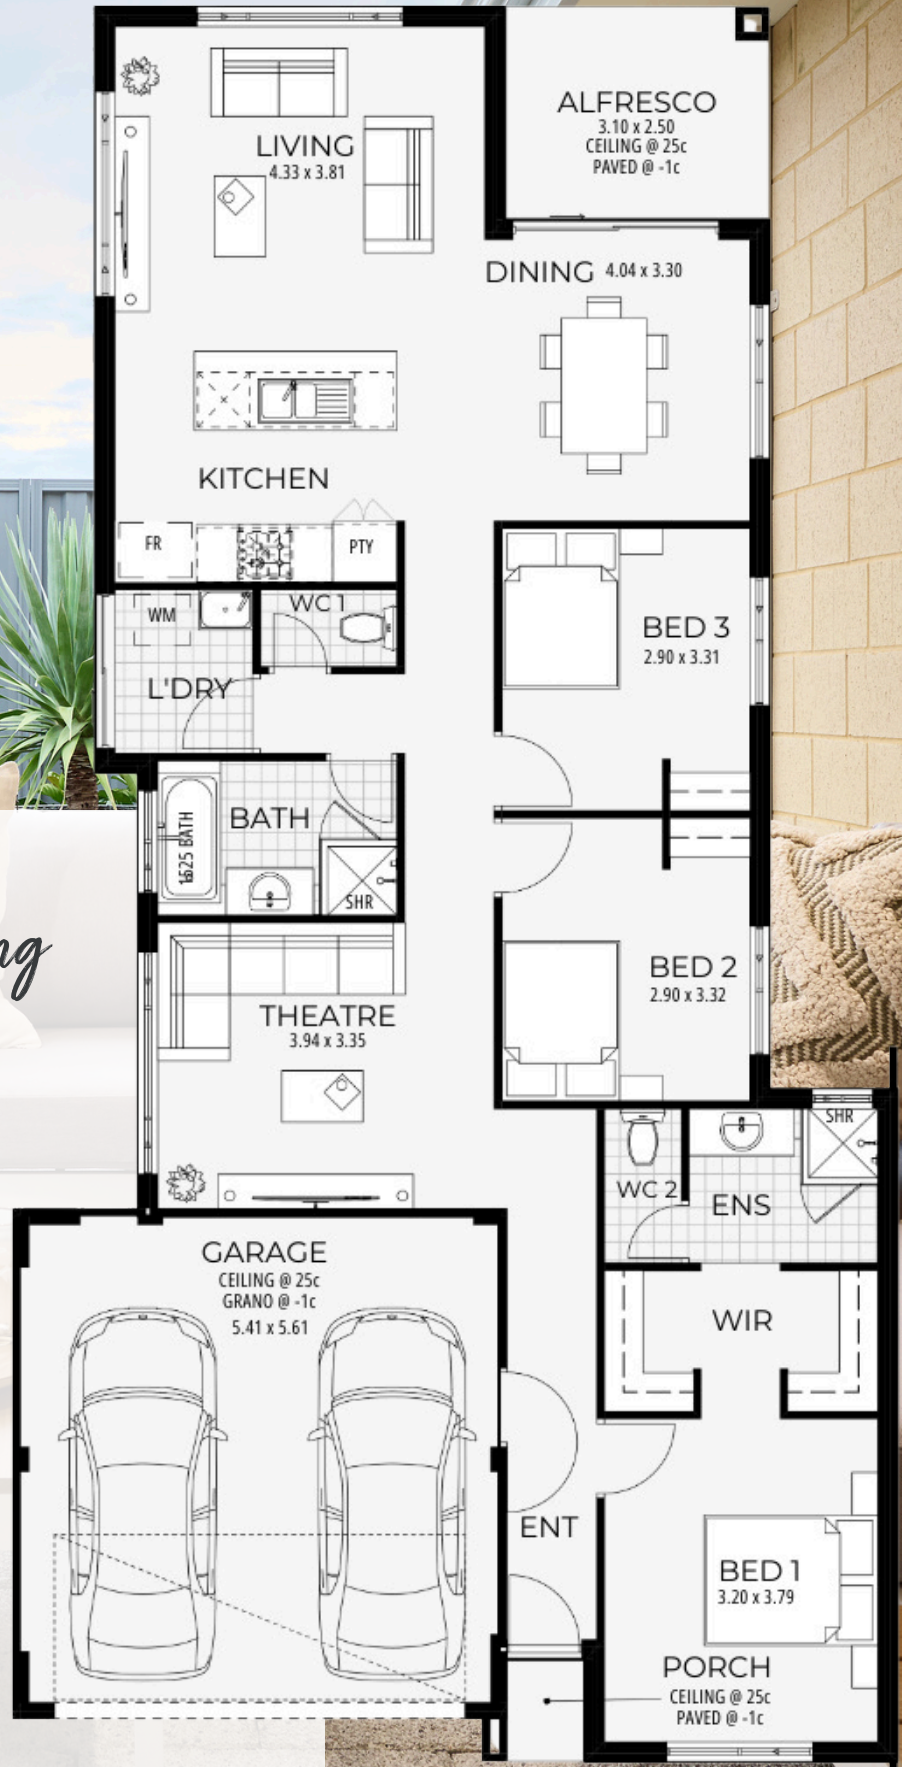 ALFRESCO
3.10 x 2.50
CEILING @ 25c
PAVED @ -1c
LIVING
4.33 x 3.81
DINING 4.04 x 3.30
KITCHEN
FR
PTY
WM
WC 1
L'DRY
BED 3
2.90 x 3.31
BATH
SHR
BED 2
2.90 x 3.32
THEATRE
3.94 x 3.35
SHR
WC 2
ENS
GARAGE
CEILING @ 25c
GRANO @ -1c
5.41 x 5.61
WIR
ENT
BED 1
3.20 x 3.79
PORCH
CEILING @ 25c
PAVED @ -1c